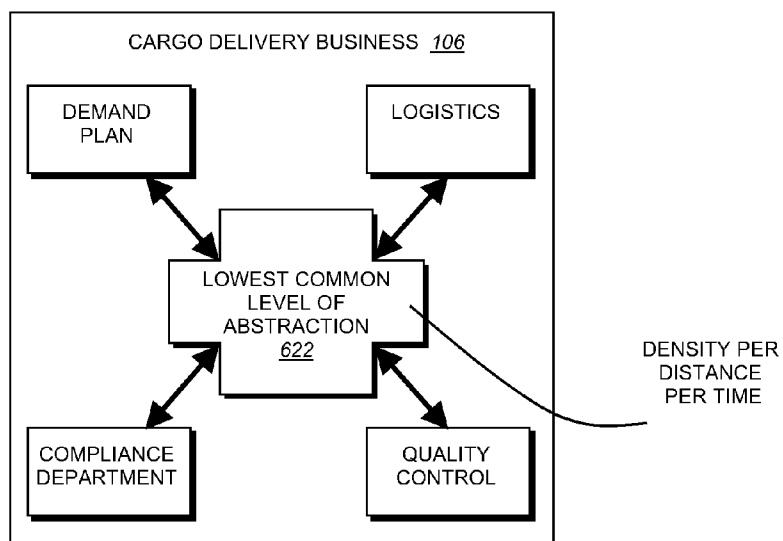 CARGO DELIVERY BUSINESS 106
DEMAND
PLAN
LOGISTICS
LOWEST COMMON
LEVEL OF
ABSTRACTION
622
DENSITY PER
DISTANCE
PER TIME
COMPLIANCE
DEPARTMENT
QUALITY
CONTROL